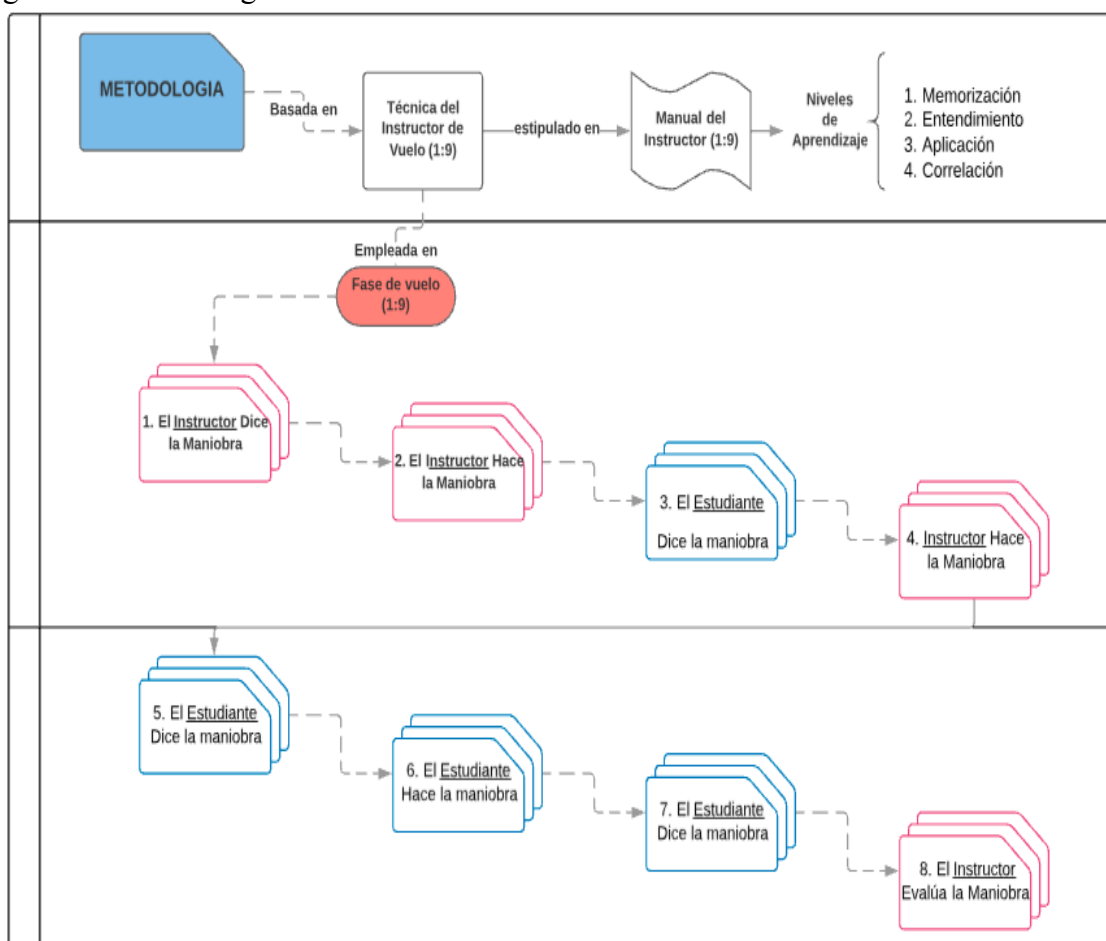 METODOLOGIA
Basada en
Técnica del
Instructor de
Vuelo (1:9)
estipulado en
Manual del
Instructor (1:9)
Niveles
de
Aprendizaje
1. Memorización
2. Entendimiento
3. Aplicación
4. Correlación
Empleada en
Fase de vuelo
(1:9)
1. El Instructor Dice
la Maniobra
2. El Instructor Hace
la Maniobra
3. El Estudiante
Dice la maniobra
4. Instructor Hace
la Maniobra
5. El Estudiante
Dice la maniobra
6. El Estudiante
Hace la maniobra
7. El Estudiante
Dice la maniobra
8. El Instructor
Evalúa la Maniobra